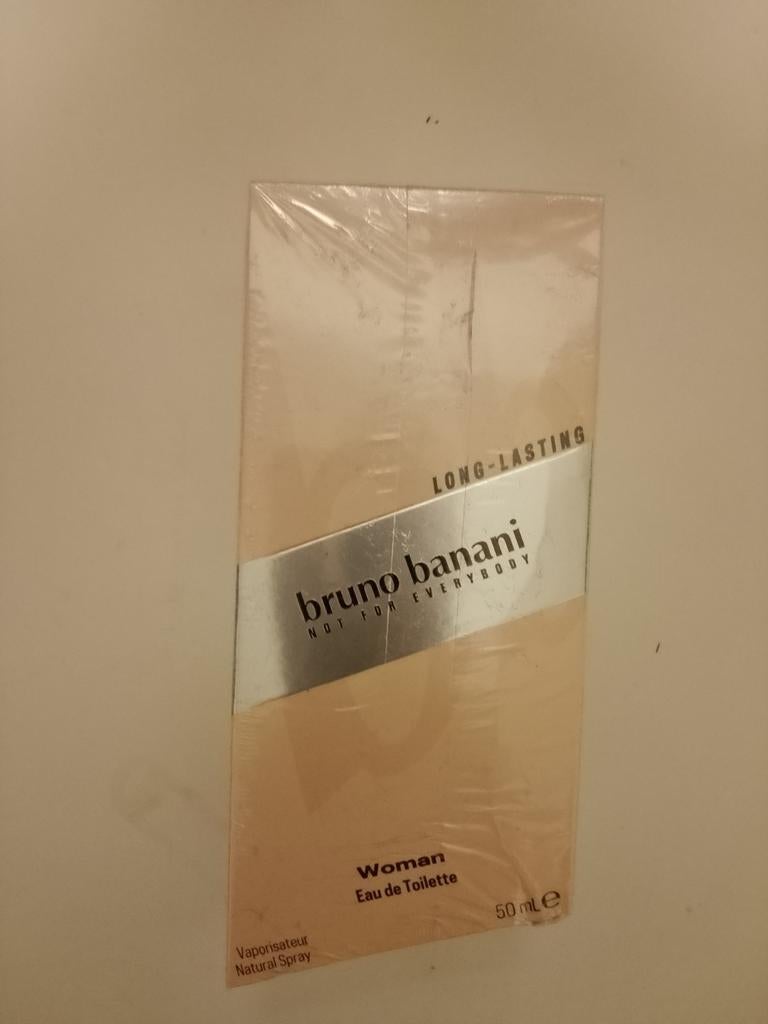 LONG-LASTING
bruno banani
NOT FOR EVERYBODY
Woman
Eau de Toilette
50 mL e
Vaporisateur
Natural Spray